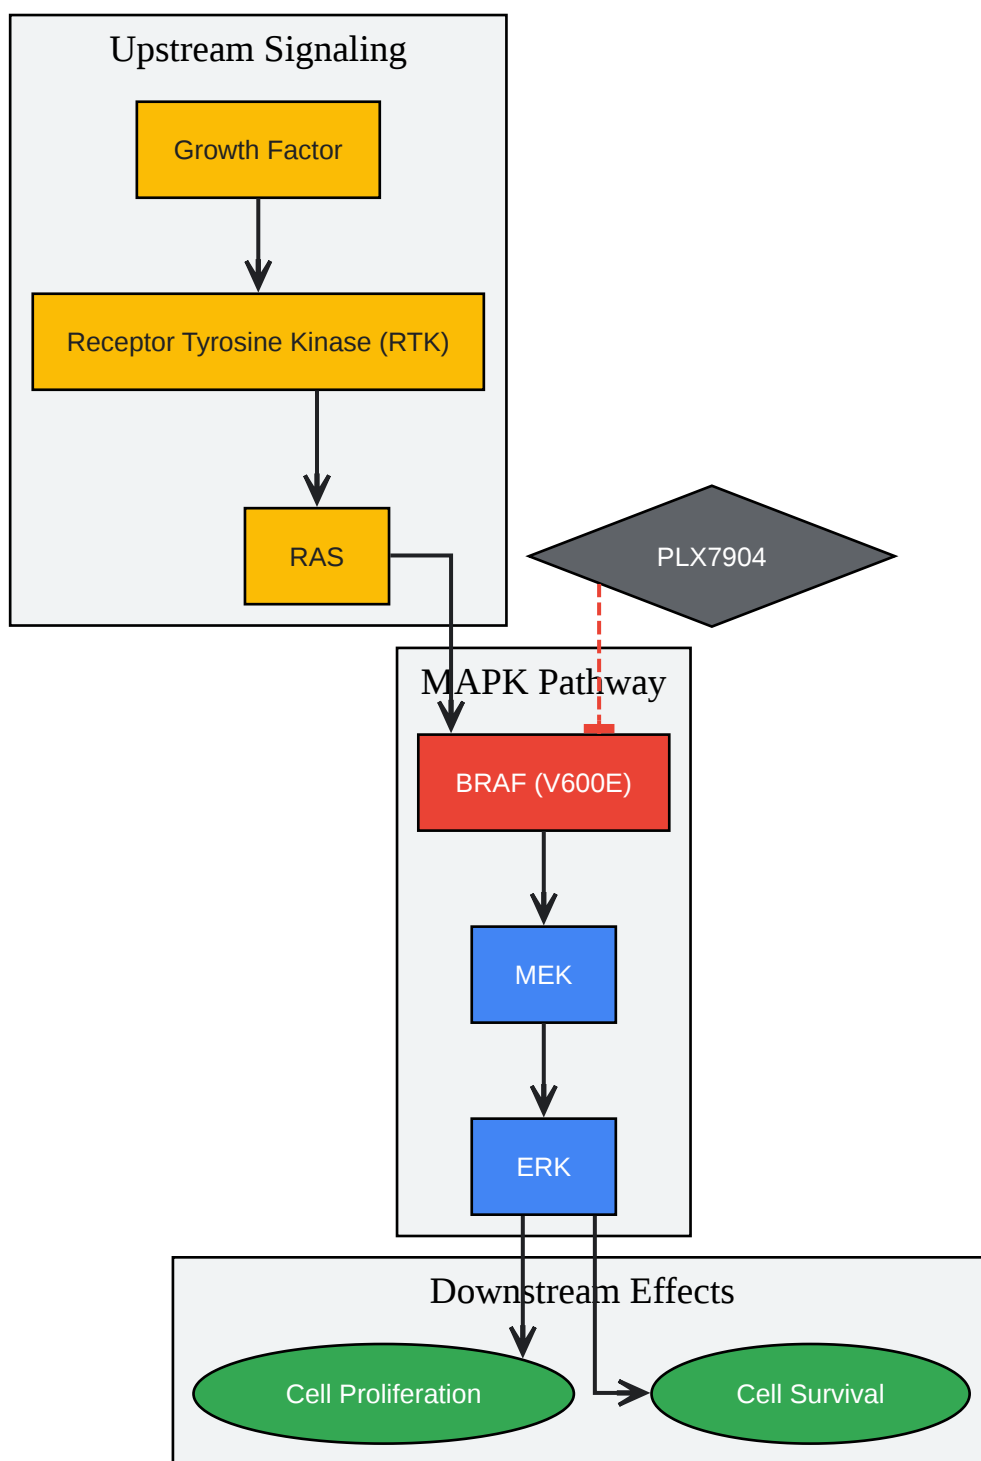 Upstream Signaling
Growth Factor
Receptor Tyrosine Kinase (RTK)
RAS
PLX7904
MAPK Pathway
BRAF (V600E)
MEK
ERK
Downstream Effects
Cell Proliferation
Cell Survival